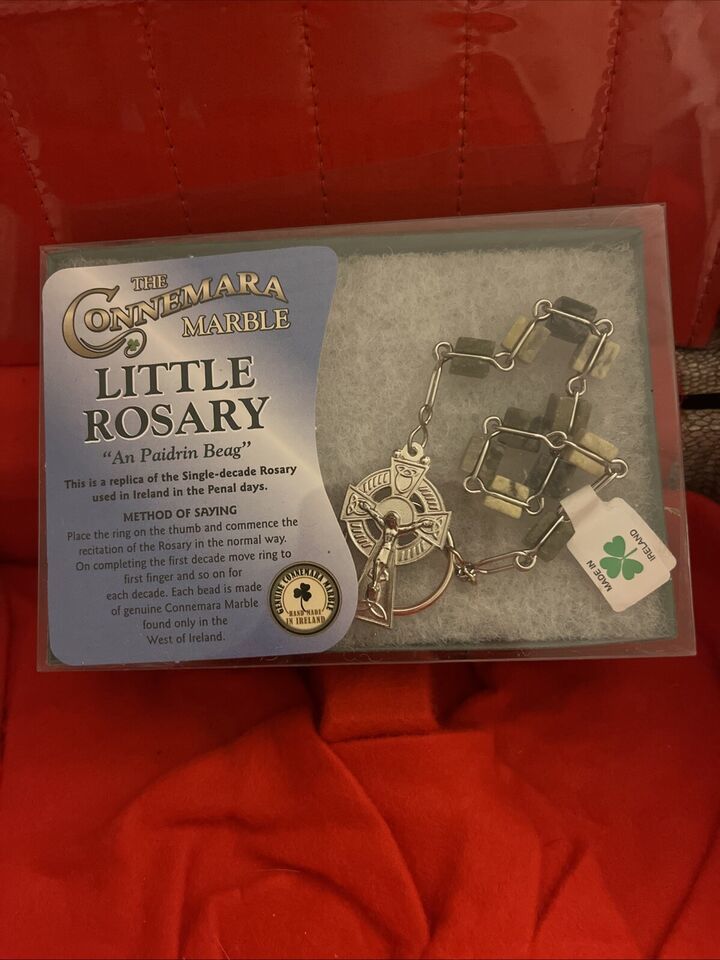 THE
CONNEMARA
MARBLE
LITTLE
ROSARY
“An Paidrin Beag”
This is a replica of the Single-decade Rosary
used in Ireland in the Penal days.
METHOD OF SAYING
Place the ring on the thumb and commence the
recitation of the Rosary in the normal way.
On completing the first decade move ring to
first finger and so on for
each decade. Each bead is made
of genuine Connemara Marble
found only in the
West of Ireland.
GENUINE CONNEMARA MARBLE
HAND MADE
IN IRELAND
MADE IN
IRELAND